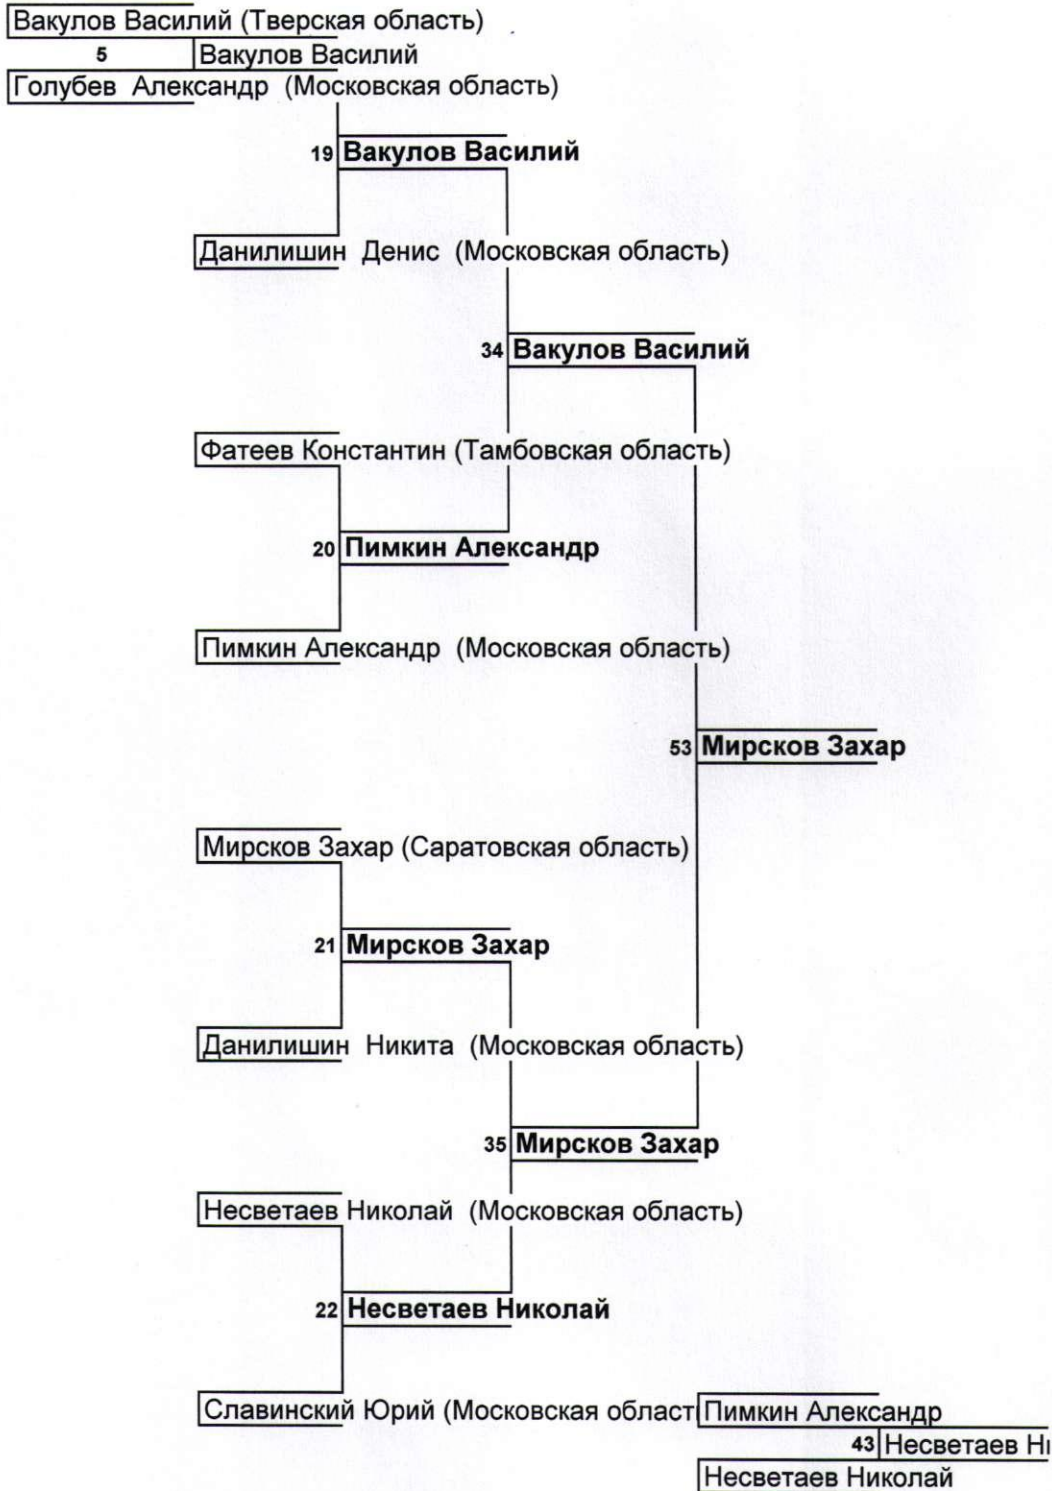 Вакулов Василий (Тверская область)
5 Вакулов Василий
Голубев Александр (Московская область)
19 Вакулов Василий
Данилишин Денис (Московская область)
34 Вакулов Василий
Фатеев Константин (Тамбовская область)
20 Пимкин Александр
Пимкин Александр (Московская область)
53 Мирсков Захар
Мирсков Захар (Саратовская область)
21 Мирсков Захар
Данилишин Никита (Московская область)
35 Мирсков Захар
Несветаев Николай (Московская область)
22 Несветаев Николай
Славинский Юрий (Московская област Пимкин Александр
43 Несветаев Н
Несветаев Николай